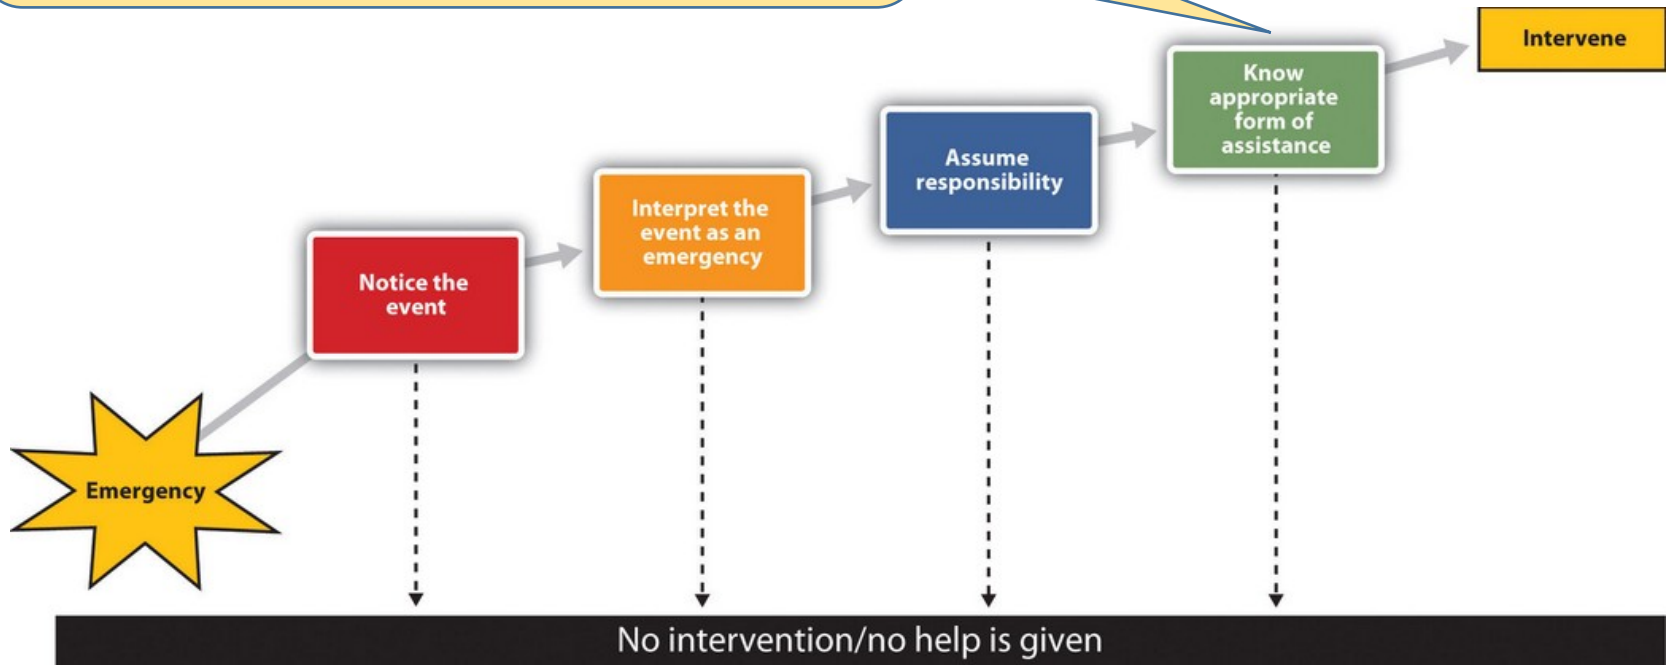 Intervene
Know
appropriate
form of
assistance
Assume
responsibility
Interpret the
event as an
emergency
Notice the
event
Emergency
No intervention/no help is given